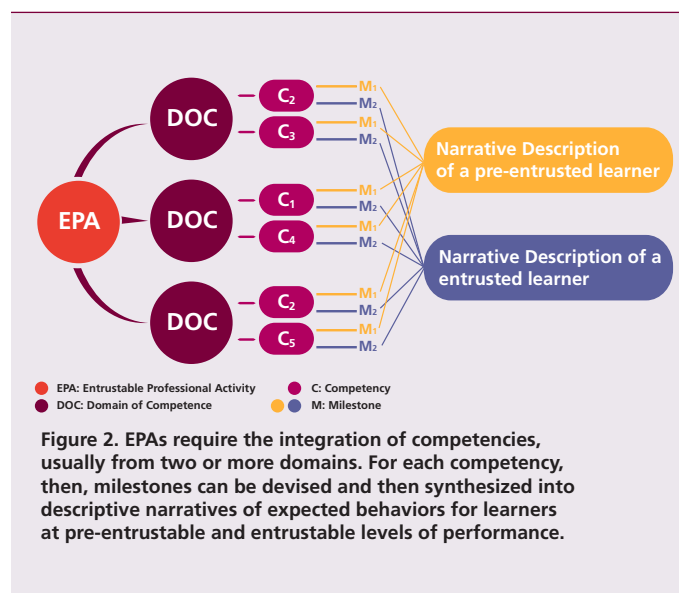 DOC
C₂
M₁
M₂
C₃
M₁
M₂
EPA
DOC
C₁
M₁
M₂
C₄
M₁
M₂
DOC
C₂
M₁
M₂
C₅
M₁
M₂
Narrative Description
of a pre-entrusted learner
Narrative Description of a
entrusted learner
EPA: Entrustable Professional Activity
C: Competency
DOC: Domain of Competence
M: Milestone
Figure 2. EPAs require the integration of competencies,
usually from two or more domains. For each competency,
then, milestones can be devised and then synthesized into
descriptive narratives of expected behaviors for learners
at pre-entrustable and entrustable levels of performance.